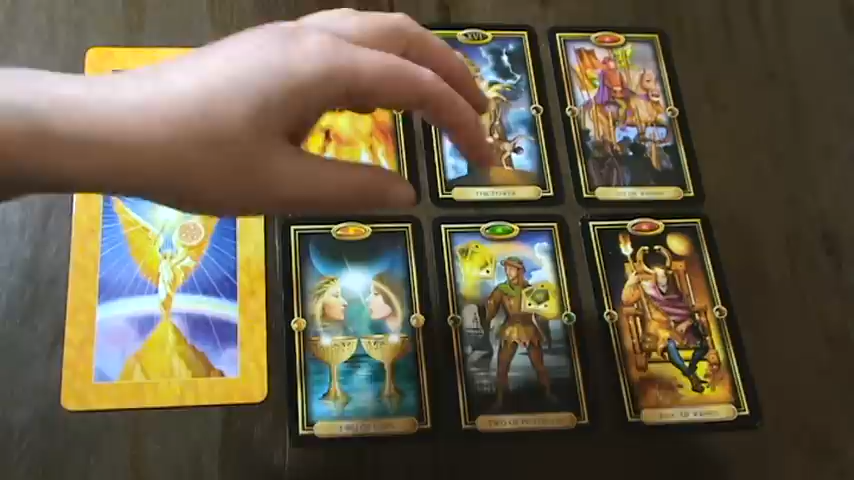 XVI
THE TOWER
SIX OF WANDS
TWO OF CUPS
TWO OF PENTACLES
KING OF WANDS